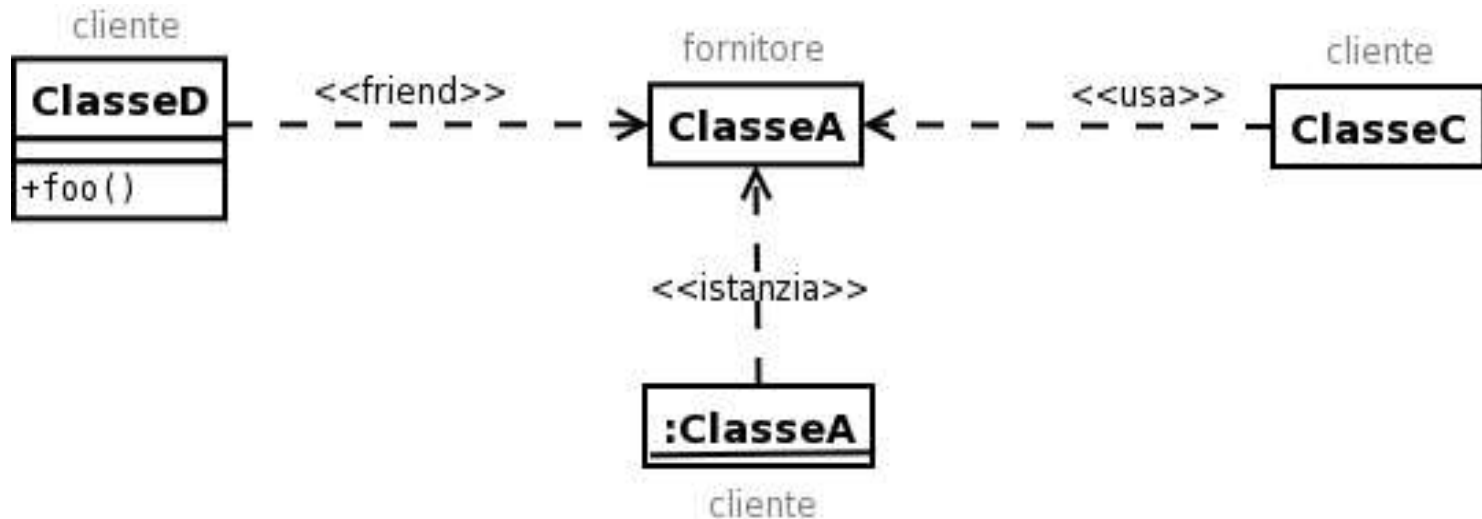 cliente
ClasseD
+foo()
<<friend>>
fornitore
ClasseA
<<usa>>
cliente
ClasseC
<<istanzia>>
:ClasseA
cliente